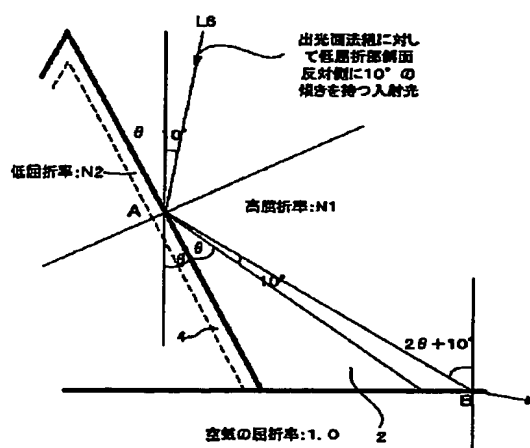 L6
出光面法線に対し
て低屈折部斜面
反対側に10°の
傾きを持つ入射光
θ
10°
低屈折率:N2
高屈折率:N1
A
θ
θ
10°
4
2θ+10°
B
2
空気の屈折率:1.0